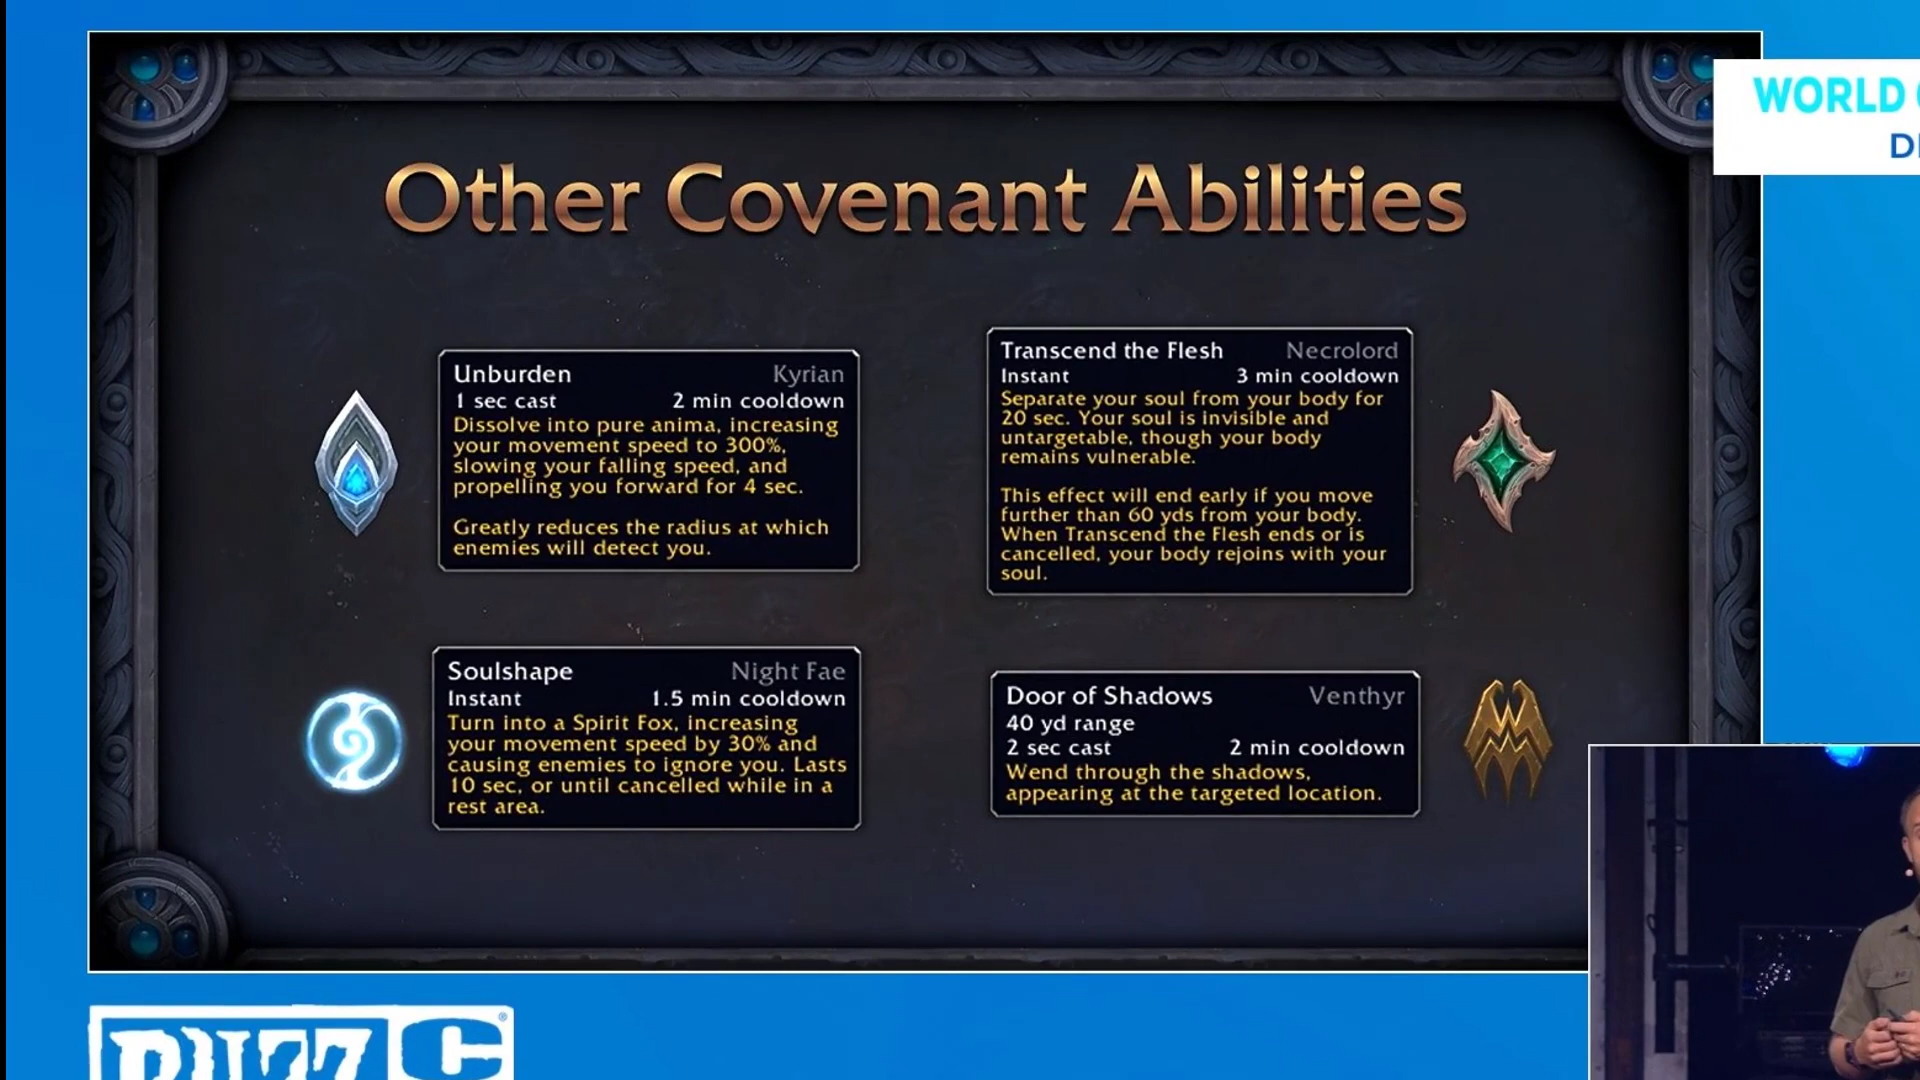 WORLD
Other Covenant Abilities
Unburden Kyrian
1 sec cast 2 min cooldown
Dissolve into pure anima, increasing
your movement speed to 300%,
slowing your falling speed, and
propelling you forward for 4 sec.
Greatly reduces the radius at which
enemies will detect you.
Transcend the Flesh Necrolord
Instant 3 min cooldown
Separate your soul from your body for
20 sec. Your soul is invisible and
untargetable, though your body
remains vulnerable.
This effect will end early if you move
further than 60 yds from your body.
When Transcend the Flesh ends or is
cancelled, your body rejoins with your
soul.
Soulshape Night Fae
Instant 1.5 min cooldown
Turn into a Spirit Fox, increasing
your movement speed by 30% and
causing enemies to ignore you. Lasts
10 sec, or until cancelled while in a
rest area.
Door of Shadows Venthyr
40 yd range
2 sec cast 2 min cooldown
Wend through the shadows,
appearing at the targeted location.